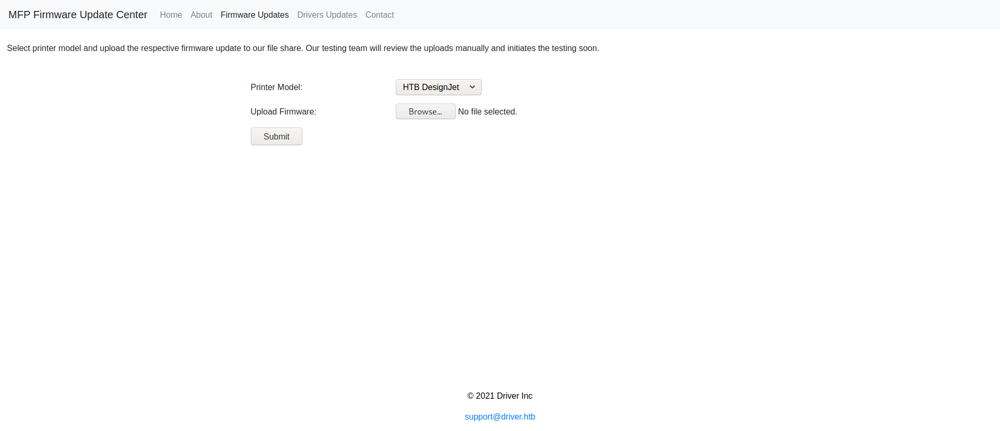 MFP Firmware Update Center Home About Firmware Updates Drivers Updates Contact
Select printer model and upload the respective firmware update to our file share. Our testing team will review the uploads manually and initiates the testing soon.
Printer Model: HTB DesignJet
Upload Firmware: Browse... No file selected.
Submit
© 2021 Driver Inc
support@driver.htb